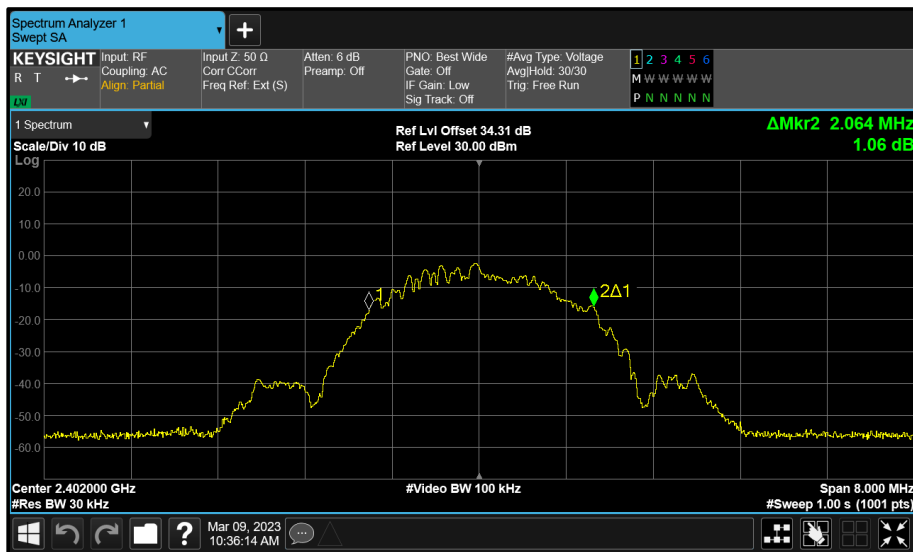 Spectrum Analyzer 1
Swept SA
KEYSIGHT
R T
LXI
Input: RF
Coupling: AC
Align: Partial
Input Z: 50 Ω
Corr CCorr
Freq Ref: Ext (S)
Atten: 6 dB
Preamp: Off
PNO: Best Wide
Gate: Off
IF Gain: Low
Sig Track: Off
#Avg Type: Voltage
Avg|Hold: 30/30
Trig: Free Run
1 2 3 4 5 6
M W W W W W
P N N N N N
1 Spectrum
Scale/Div 10 dB
Log
Ref Lvl Offset 34.31 dB
Ref Level 30.00 dBm
ΔMkr2 2.064 MHz
1.06 dB
20.0
10.0
0.00
-10.0
-20.0
-30.0
-40.0
-50.0
-60.0
1
2Δ1
Center 2.402000 GHz
#Res BW 30 kHz
#Video BW 100 kHz
Span 8.000 MHz
#Sweep 1.00 s (1001 pts)
?
Mar 09, 2023
10:36:14 AM